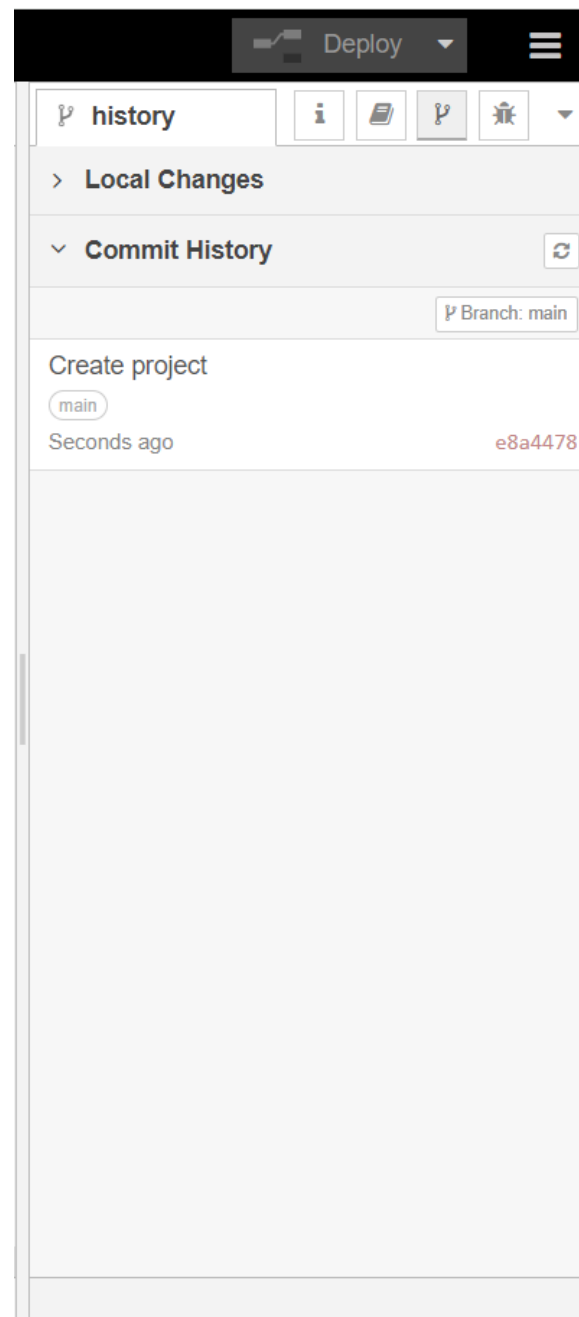 Deploy
history
Local Changes
Commit History
Branch: main
Create project
main
Seconds ago e8a4478